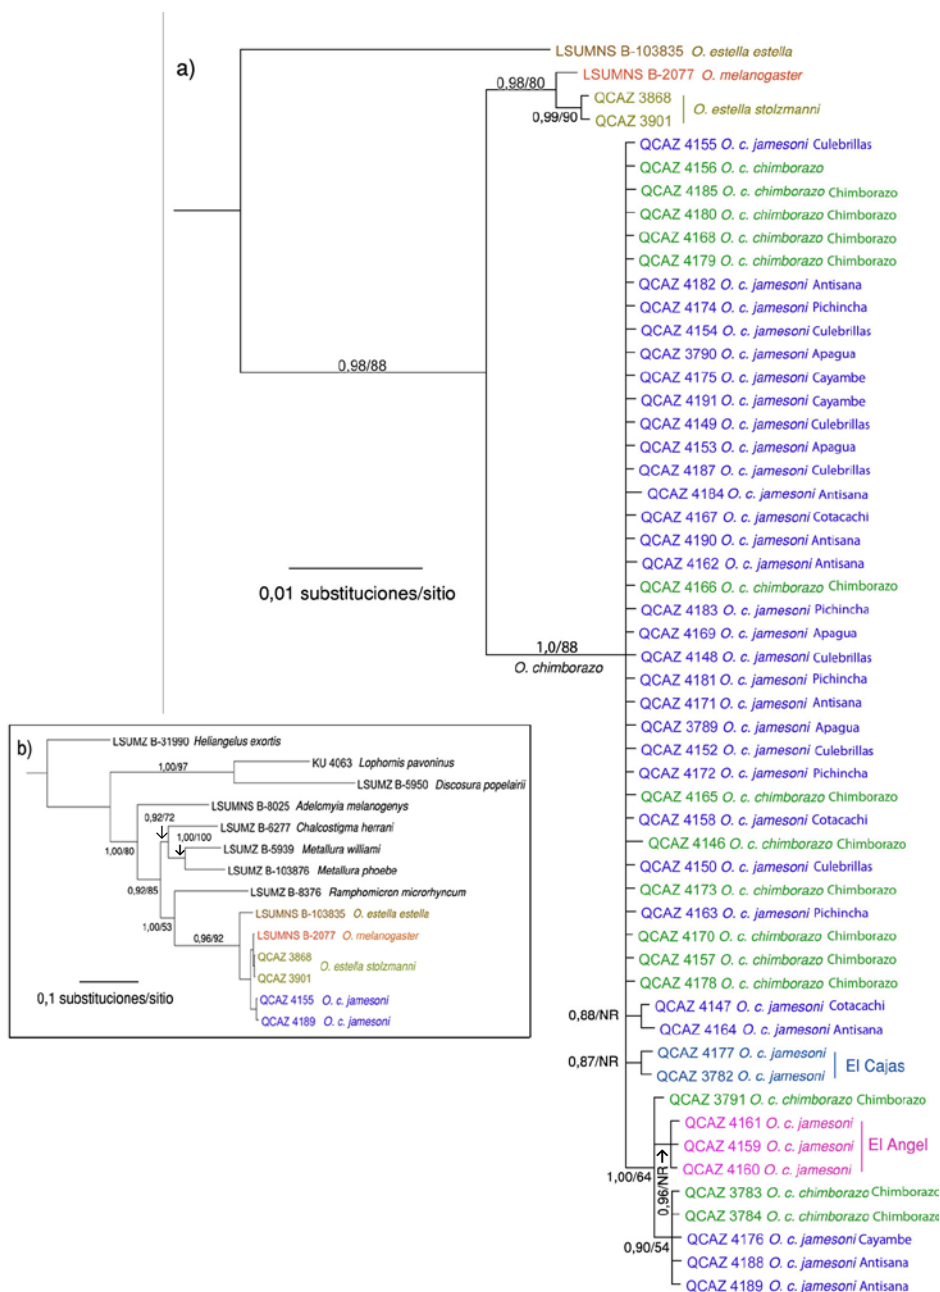 a)
LSUMNS B-103835 O. estella estella
0,98/80
LSUMNS B-2077 O. melanogaster
QCAZ 3868
O. estella stolzmanni
0,99/90
QCAZ 3901
QCAZ 4155 O. c. jamesoni Culebrillas
QCAZ 4156 O. c. chimborazo
QCAZ 4185 O. c. chimborazo Chimborazo
QCAZ 4180 O. c. chimborazo Chimborazo
QCAZ 4168 O. c. chimborazo Chimborazo
QCAZ 4179 O. c. chimborazo Chimborazo
QCAZ 4182 O. c. jamesoni Antisana
QCAZ 4174 O. c. jamesoni Pichincha
QCAZ 4154 O. c. jamesoni Culebrillas
QCAZ 3790 O. c. jamesoni Apagua
0,98/88
QCAZ 4175 O. c. jamesoni Cayambe
QCAZ 4191 O. c. jamesoni Cayambe
QCAZ 4149 O. c. jamesoni Culebrillas
QCAZ 4153 O. c. jamesoni Apagua
QCAZ 4187 O. c. jamesoni Culebrillas
QCAZ 4184 O. c. jamesoni Antisana
QCAZ 4167 O. c. jamesoni Cotacachi
QCAZ 4190 O. c. jamesoni Antisana
QCAZ 4162 O. c. jamesoni Antisana
0,01 substituciones/sitio
QCAZ 4166 O. c. chimborazo Chimborazo
QCAZ 4183 O. c. jamesoni Pichincha
QCAZ 4169 O. c. jamesoni Apagua
1,0/88
O. chimborazo
QCAZ 4148 O. c. jamesoni Culebrillas
QCAZ 4181 O. c. jamesoni Pichincha
QCAZ 4171 O. c. jamesoni Antisana
QCAZ 3789 O. c. jamesoni Apagua
QCAZ 4152 O. c. jamesoni Culebrillas
QCAZ 4172 O. c. jamesoni Pichincha
QCAZ 4165 O. c. chimborazo Chimborazo
QCAZ 4158 O. c. jamesoni Cotacachi
QCAZ 4146 O. c. chimborazo Chimborazo
QCAZ 4150 O. c. jamesoni Culebrillas
QCAZ 4173 O. c. chimborazo Chimborazo
QCAZ 4163 O. c. jamesoni Pichincha
QCAZ 4170 O. c. chimborazo Chimborazo
QCAZ 4157 O. c. chimborazo Chimborazo
QCAZ 4178 O. c. chimborazo Chimborazo
0,88/NR
QCAZ 4147 O. c. jamesoni Cotacachi
QCAZ 4164 O. c. jamesoni Antisana
0,87/NR
QCAZ 4177 O. c. jamesoni
El Cajas
QCAZ 3782 O. c. jamesoni
QCAZ 3791 O. c. chimborazo Chimborazo
QCAZ 4161 O. c. jamesoni
QCAZ 4159 O. c. jamesoni
El Angel
QCAZ 4160 O. c. jamesoni
1,00/64
0,96/NR
QCAZ 3783 O. c. chimborazo Chimborazo
QCAZ 3784 O. c. chimborazo Chimborazo
0,90/54
QCAZ 4176 O. c. jamesoni Cayambe
QCAZ 4188 O. c. jamesoni Antisana
QCAZ 4189 O. c. jamesoni Antisana
b)
LSUMZ B-31990 Heliangelus exortis
1,00/97
KU 4063 Lophornis pavoninus
LSUMZ B-5950 Discosura popelairii
LSUMNS B-8025 Adelomyia melanogenys
0,92/72
LSUMZ B-6277 Chalcostigma herrani
1,00/100
1,00/80
LSUMZ B-5939 Metallura williami
LSUMZ B-103876 Metallura phoebe
0,92/85
LSUMZ B-8376 Ramphomicron microrhyncum
LSUMNS B-103835 O. estella estella
1,00/53
0,96/92
LSUMNS B-2077 O. melanogaster
QCAZ 3868
O. estella stolzmanni
QCAZ 3901
0,1 substituciones/sitio
QCAZ 4155 O. c. jamesoni
QCAZ 4189 O. c. jamesoni